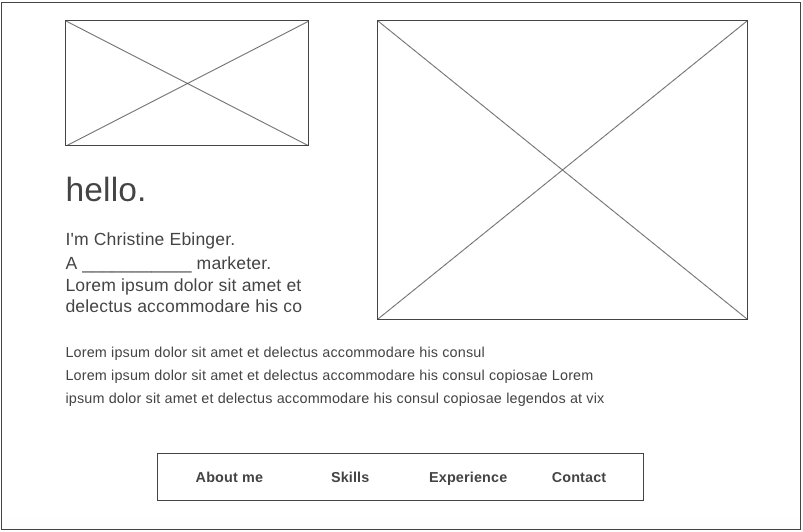 hello.
I'm Christine Ebinger.
A ___________ marketer.
Lorem ipsum dolor sit amet et
delectus accommodare his co
Lorem ipsum dolor sit amet et delectus accommodare his consul
Lorem ipsum dolor sit amet et delectus accommodare his consul copiosae Lorem
ipsum dolor sit amet et delectus accommodare his consul copiosae legendos at vix
About me Skills Experience Contact